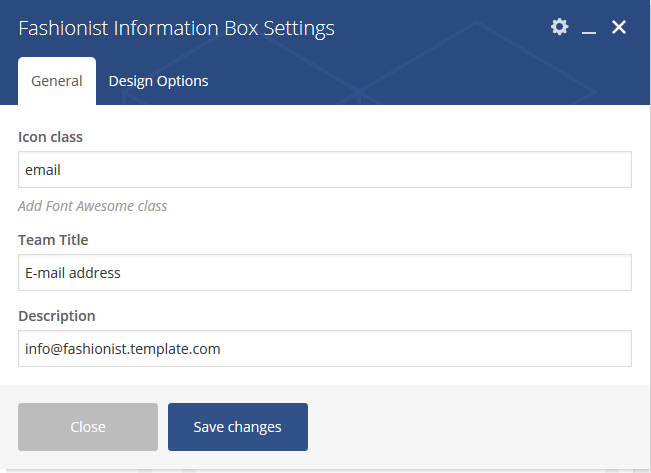 Fashionist Information Box Settings
General Design Options
Icon class
email
Add Font Awesome class
Team Title
E-mail address
Description
info@fashionist.template.com
Close Save changes